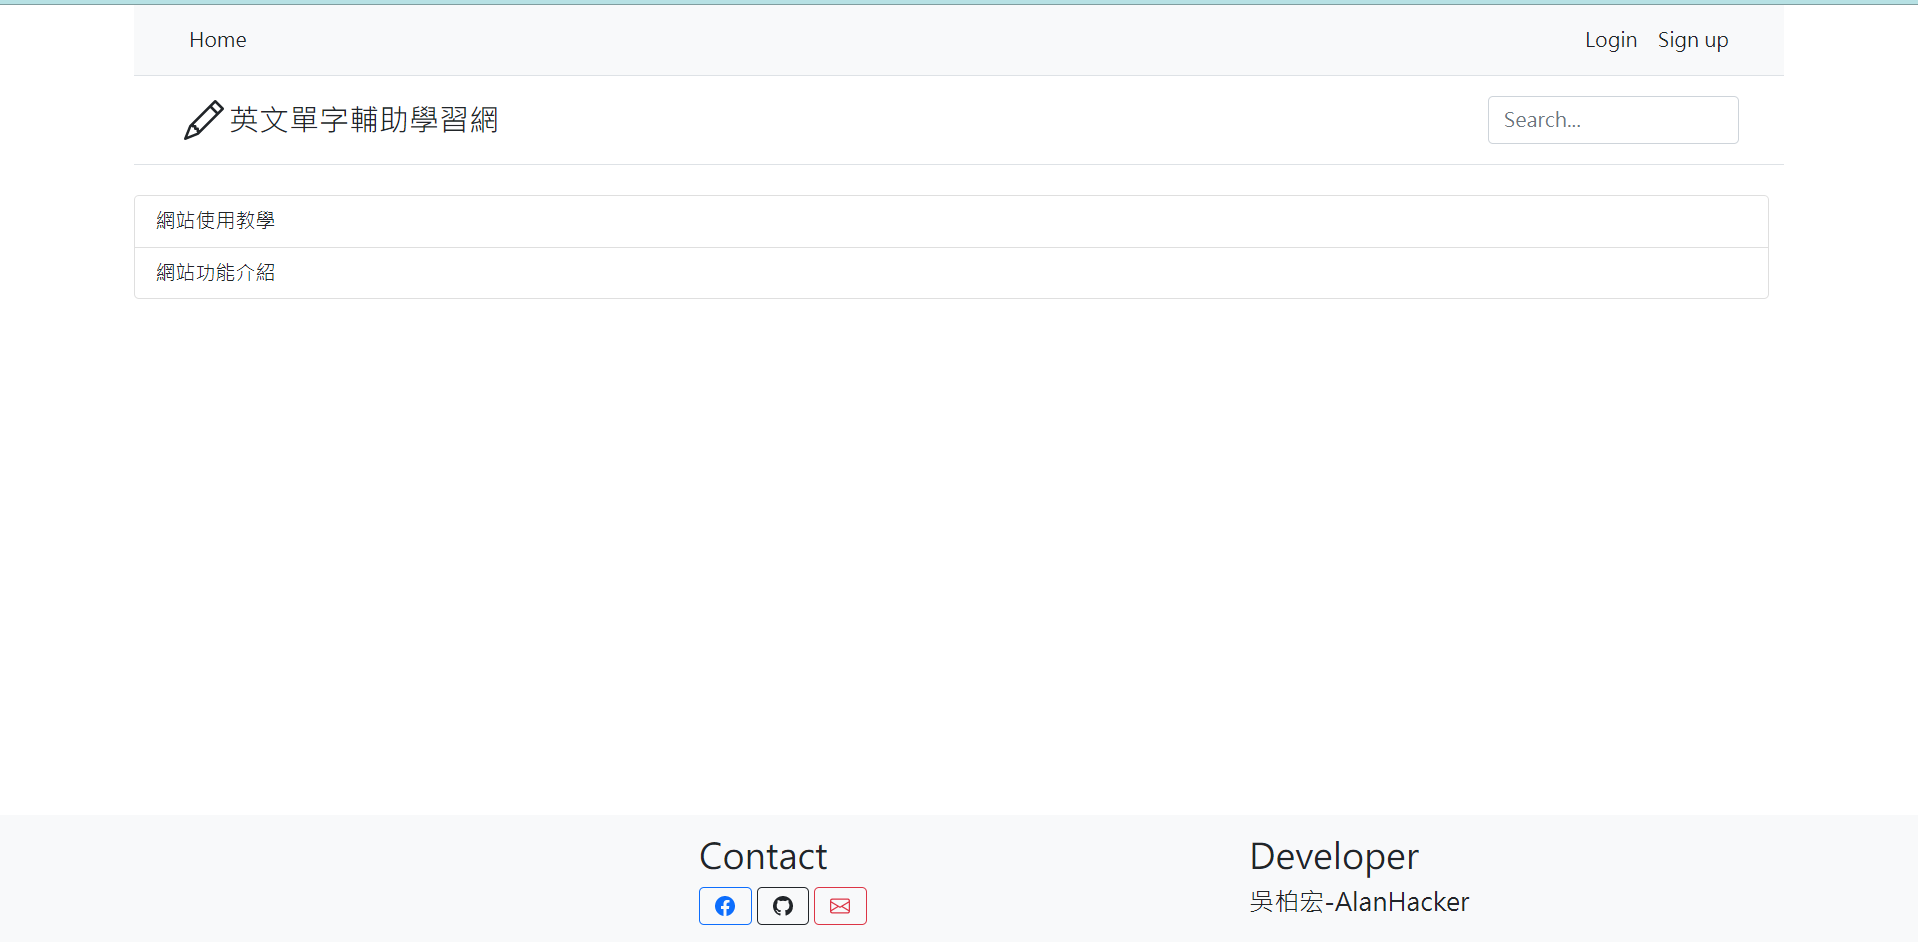 Home Login Sign up
英文單字輔助學習網 Search...
網站使用教學
網站功能介紹
Contact
Developer
吳柏宏-AlanHacker